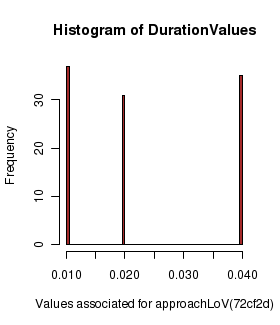 Histogram of DurationValues
Frequency
30
20
10
0
0.010 0.020 0.030 0.040
Values associated for approachLoV(72cf2d)